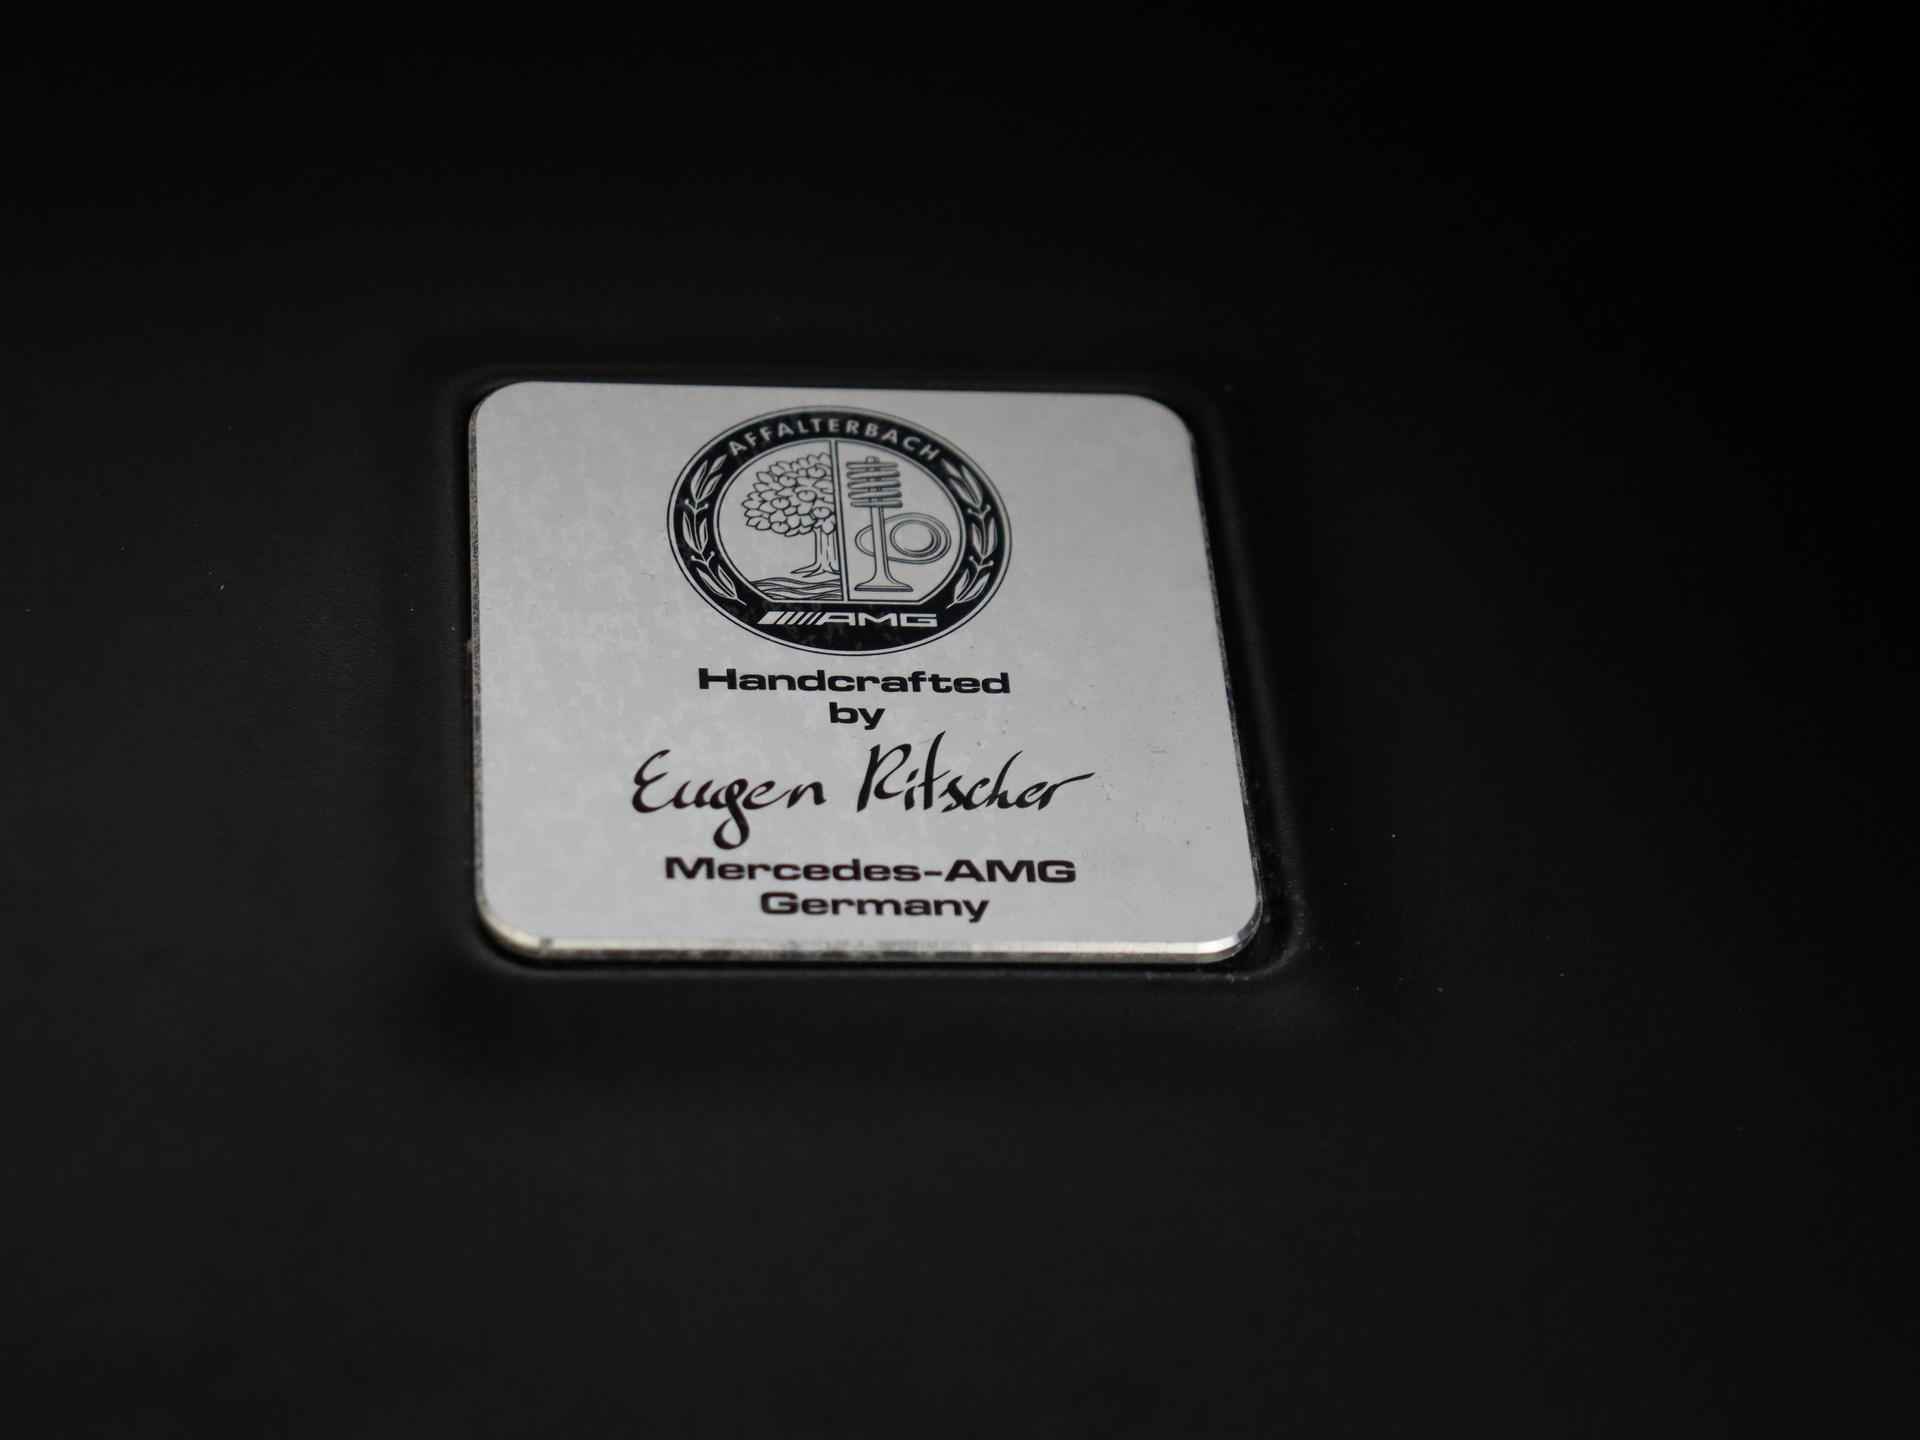 AFFALTERBACH
AMG
Handcrafted
by
Eugen Ritscher
Mercedes-AMG
Germany